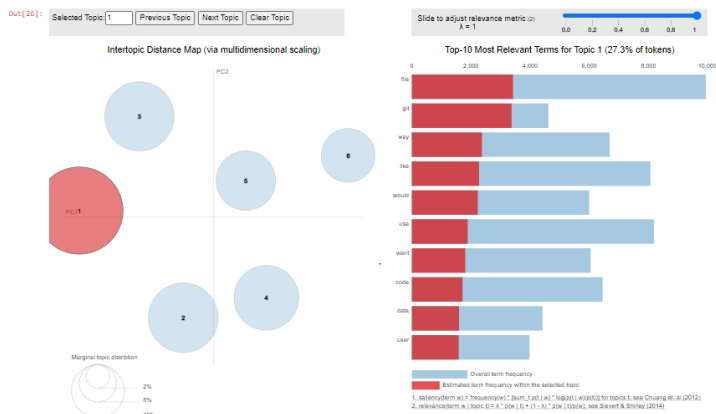 Out[26]:
Selected Topic: 1 Previous Topic Next Topic Clear Topic
Slide to adjust relevance metric:(2)
λ = 1
0.0 0.2 0.4 0.6 0.8 1
Intertopic Distance Map (via multidimensional scaling)
PC2
3
6
5
PC1
1
4
2
Marginal topic distribtion
2%
5%
Top-10 Most Relevant Terms for Topic 1 (27.3% of tokens)
0 2,000 4,000 6,000 8,000 10,000
file
git
way
like
would
use
want
code
data
user
Overall term frequency
Estimated term frequency within the selected topic
1. saliency(term w) = frequency(w) * [sum_t p(t | w) * log(p(t | w)/p(t))] for topics t; see Chuang et. al (2012)
2. relevance(term w | topic t) = λ * p(w | t) + (1 - λ) * p(w | t)/p(w); see Sievert & Shirley (2014)